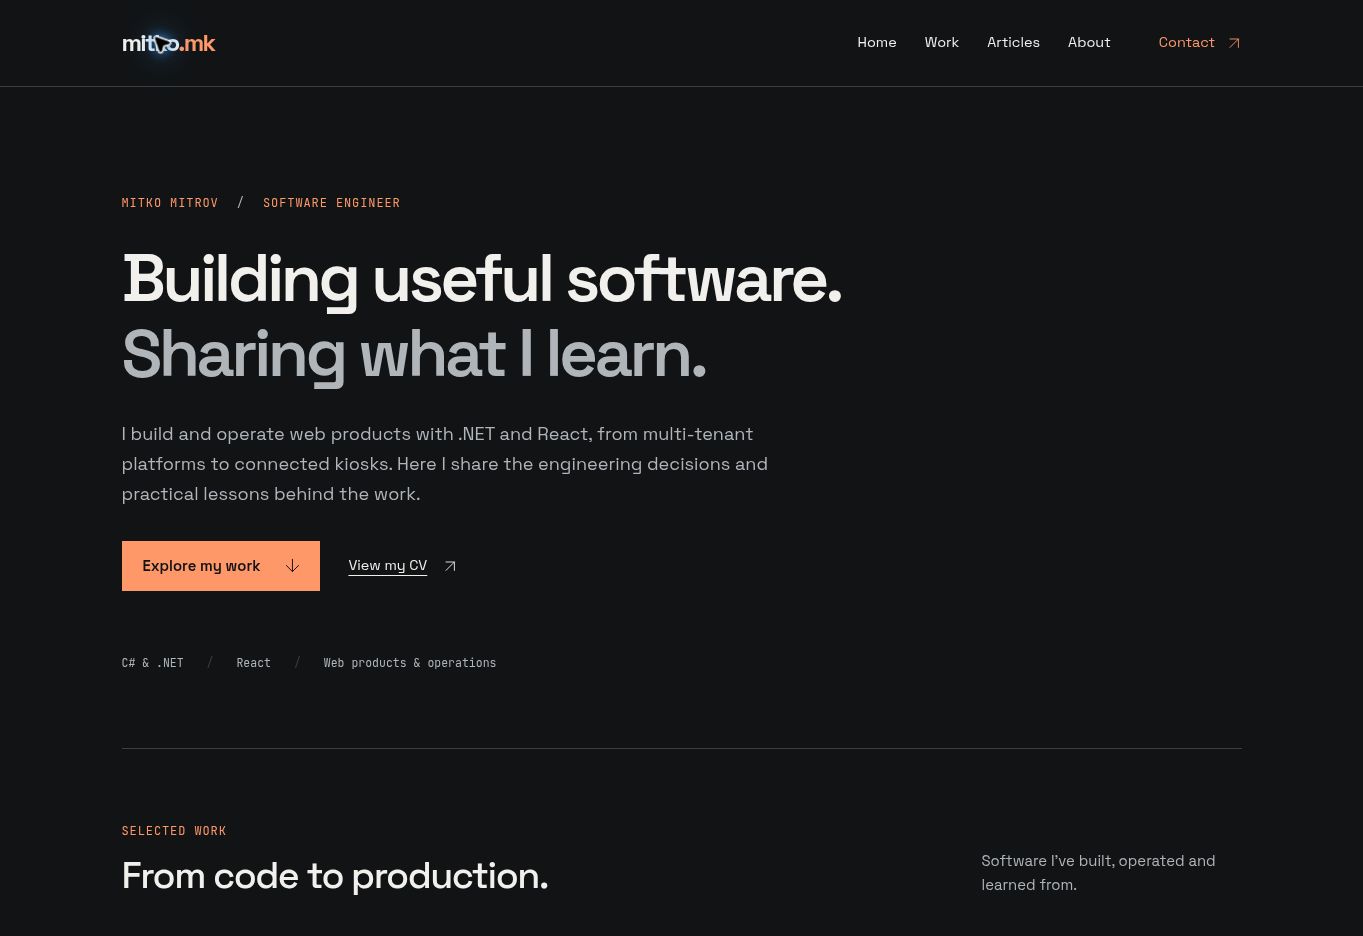 mitko.mk
Home
Work
Articles
About
Contact
MITKO MITROV / SOFTWARE ENGINEER
Building useful software.
Sharing what I learn.
I build and operate web products with .NET and React, from multi-tenant
platforms to connected kiosks. Here I share the engineering decisions and
practical lessons behind the work.
Explore my work
View my CV
C# & .NET / React / Web products & operations
SELECTED WORK
From code to production.
Software I've built, operated and
learned from.